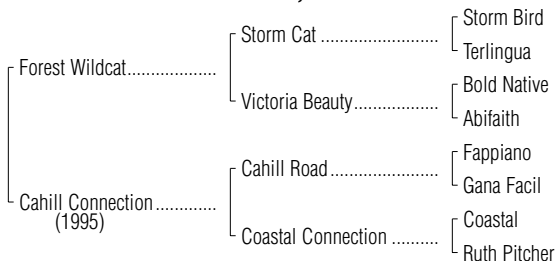 Storm Bird
Storm Cat ........................
Terlingua
Forest Wildcat...................
Bold Native
Victoria Beauty..................
Abifaith
Fappiano
Cahill Road.......................
Gana Facil
Cahill Connection .............
(1995)
Coastal
Coastal Connection ..........
Ruth Pitcher